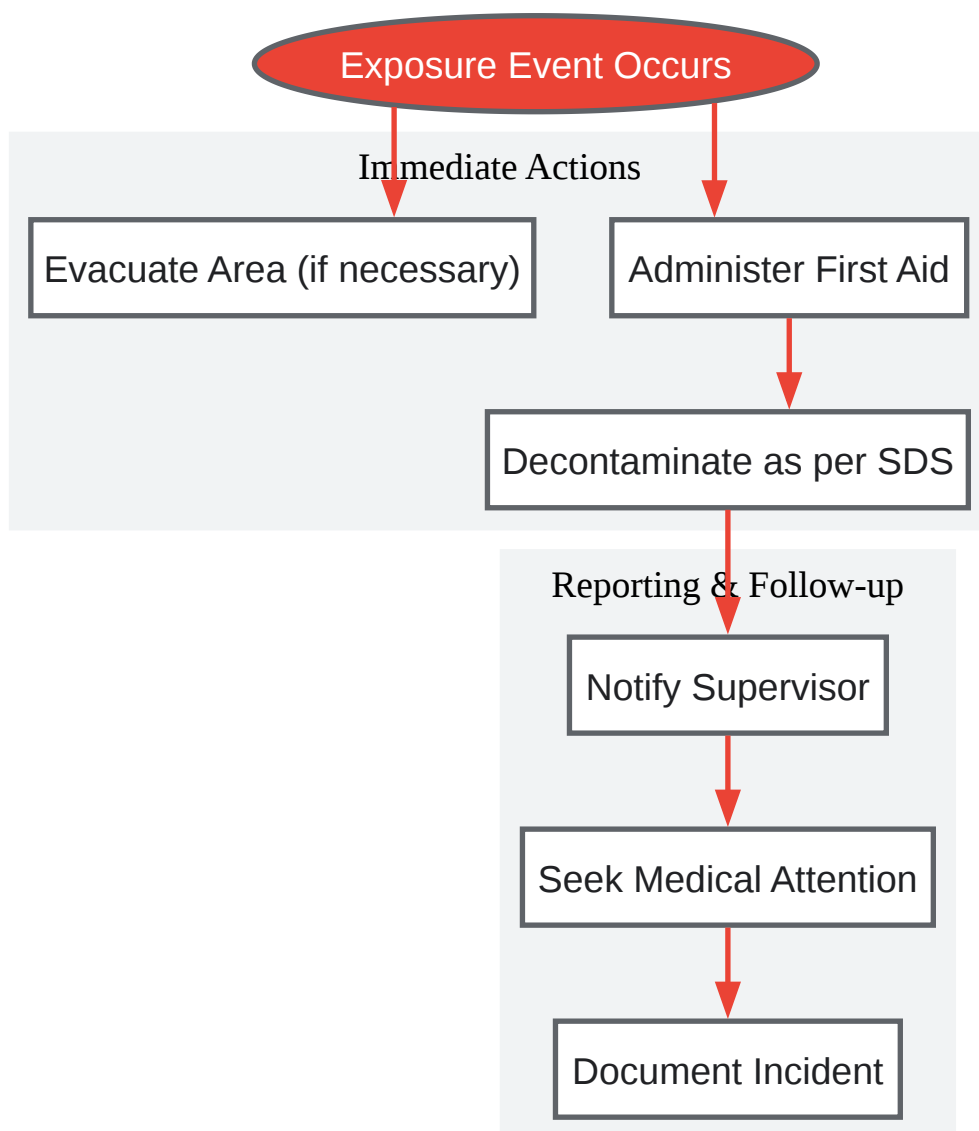 Exposure Event Occurs
Immediate Actions
Evacuate Area (if necessary)
Administer First Aid
Decontaminate as per SDS
Reporting & Follow-up
Notify Supervisor
Seek Medical Attention
Document Incident